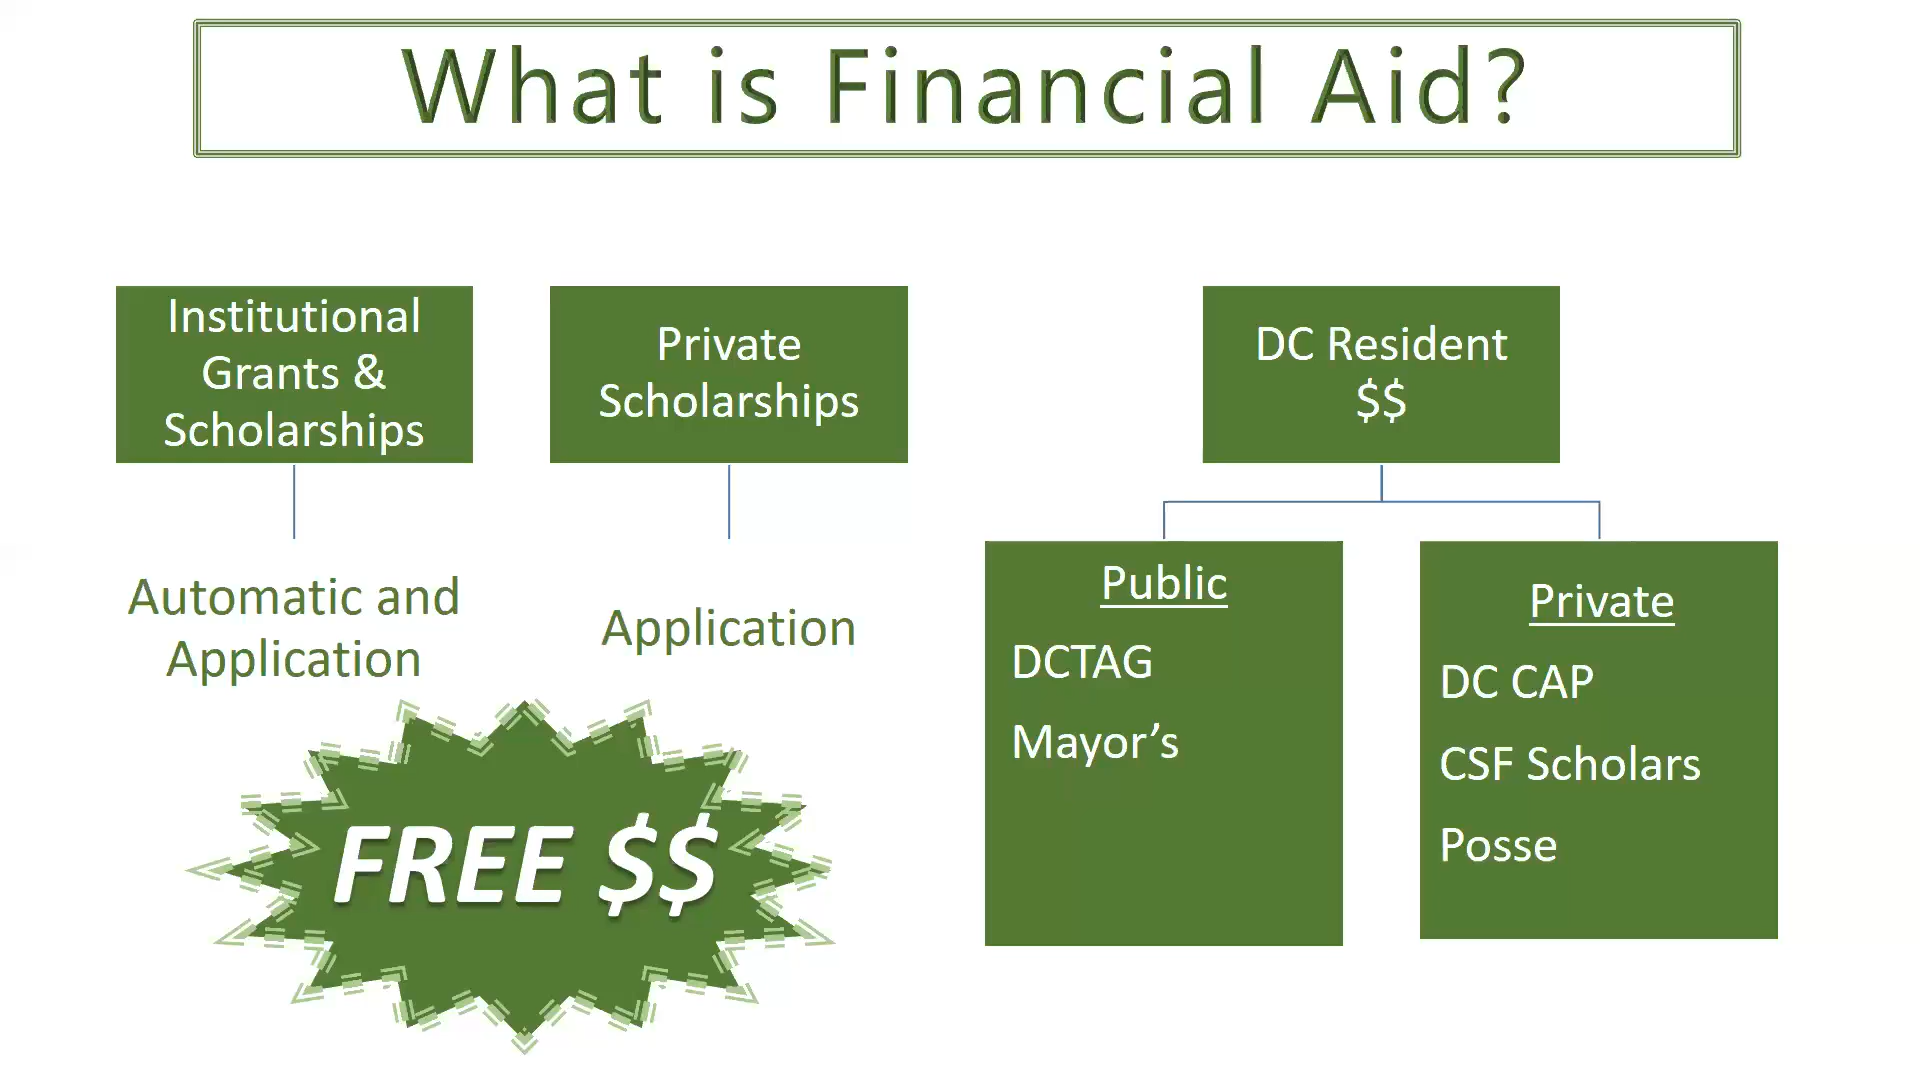 What is Financial Aid?
Institutional
Grants &
Scholarships
Automatic and
Application
Private
Scholarships
Application
DC Resident
$$
Public
DCTAG
Mayor’s
Private
DC CAP
CSF Scholars
Posse
FREE $$